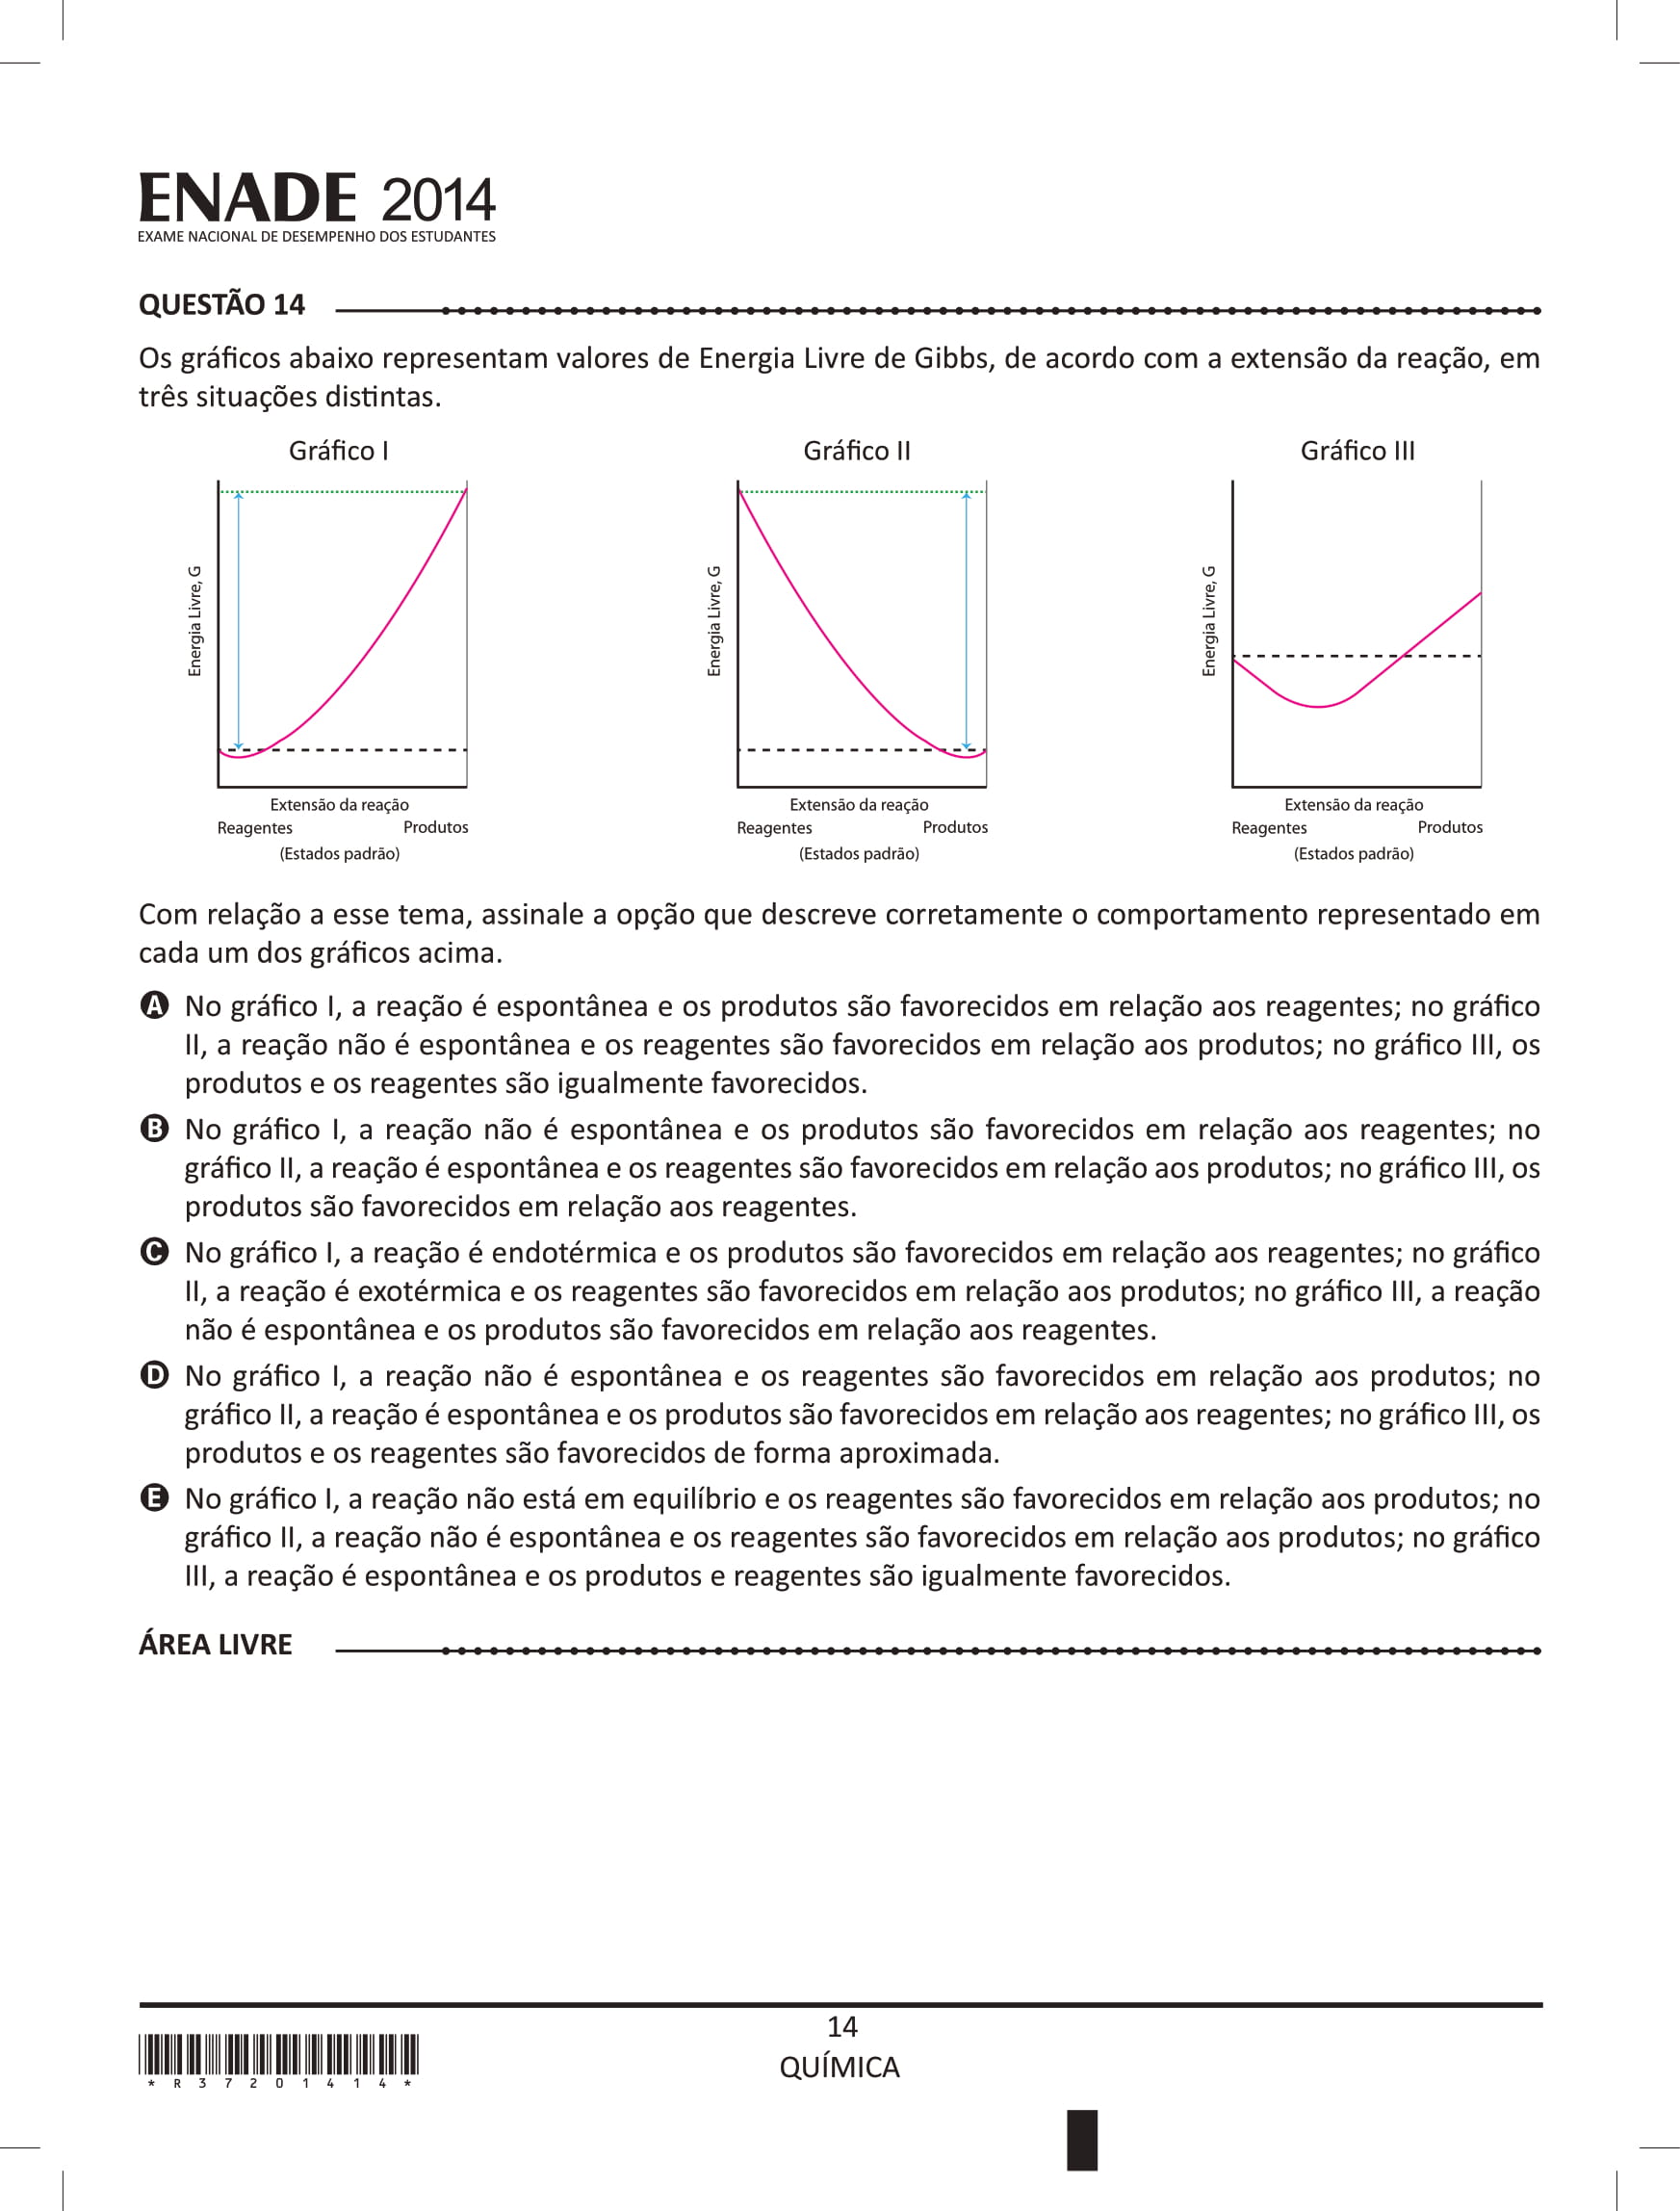 ENADE 2014
EXAME NACIONAL DE DESEMPENHO DOS ESTUDANTES
QUESTÃO 14
Os gráficos abaixo representam valores de Energia Livre de Gibbs, de acordo com a extensão da reação, em
três situações distintas.
Gráfico I
Energia Livre, G
Extensão da reação
Reagentes Produtos
(Estados padrão)
Gráfico II
Energia Livre, G
Extensão da reação
Reagentes Produtos
(Estados padrão)
Gráfico III
Energia Livre, G
Extensão da reação
Reagentes Produtos
(Estados padrão)
Com relação a esse tema, assinale a opção que descreve corretamente o comportamento representado em
cada um dos gráficos acima.
A No gráfico I, a reação é espontânea e os produtos são favorecidos em relação aos reagentes; no gráfico
II, a reação não é espontânea e os reagentes são favorecidos em relação aos produtos; no gráfico III, os
produtos e os reagentes são igualmente favorecidos.
B No gráfico I, a reação não é espontânea e os produtos são favorecidos em relação aos reagentes; no
gráfico II, a reação é espontânea e os reagentes são favorecidos em relação aos produtos; no gráfico III, os
produtos são favorecidos em relação aos reagentes.
C No gráfico I, a reação é endotérmica e os produtos são favorecidos em relação aos reagentes; no gráfico
II, a reação é exotérmica e os reagentes são favorecidos em relação aos produtos; no gráfico III, a reação
não é espontânea e os produtos são favorecidos em relação aos reagentes.
D No gráfico I, a reação não é espontânea e os reagentes são favorecidos em relação aos produtos; no
gráfico II, a reação é espontânea e os produtos são favorecidos em relação aos reagentes; no gráfico III, os
produtos e os reagentes são favorecidos de forma aproximada.
E No gráfico I, a reação não está em equilíbrio e os reagentes são favorecidos em relação aos produtos; no
gráfico II, a reação não é espontânea e os reagentes são favorecidos em relação aos produtos; no gráfico
III, a reação é espontânea e os produtos e reagentes são igualmente favorecidos.
ÁREA LIVRE
14
QUÍMICA
* R 3 7 2 0 1 4 1 4 *